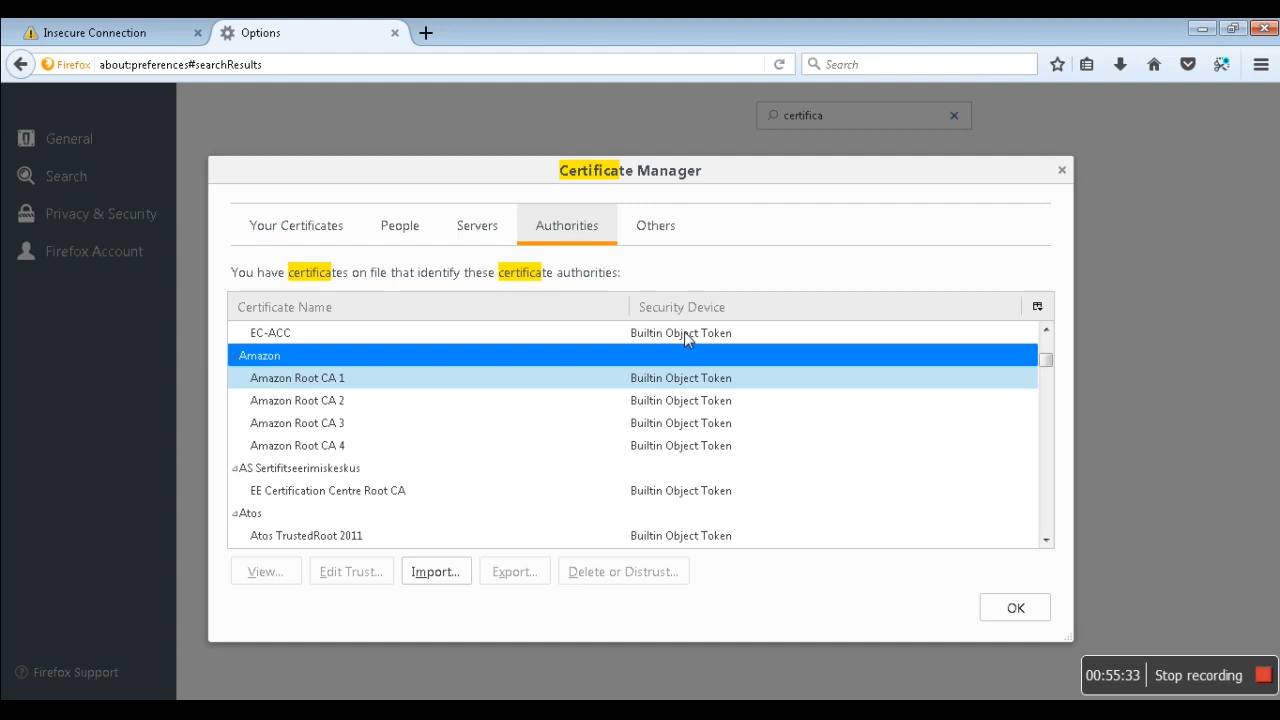 Insecure Connection
Options
Firefox about:preferences#searchResults
Search
certifica
General
Search
Privacy & Security
Firefox Account
Certificate Manager
Your Certificates People Servers Authorities Others
You have certificates on file that identify these certificate authorities:
Certificate Name Security Device
EC-ACC Builtin Object Token
Amazon
Amazon Root CA 1 Builtin Object Token
Amazon Root CA 2 Builtin Object Token
Amazon Root CA 3 Builtin Object Token
Amazon Root CA 4 Builtin Object Token
AS Sertifitseerimiskeskus
EE Certification Centre Root CA Builtin Object Token
Atos
Atos TrustedRoot 2011 Builtin Object Token
View... Edit Trust... Import... Export... Delete or Distrust...
OK
Firefox Support
00:55:33 Stop recording